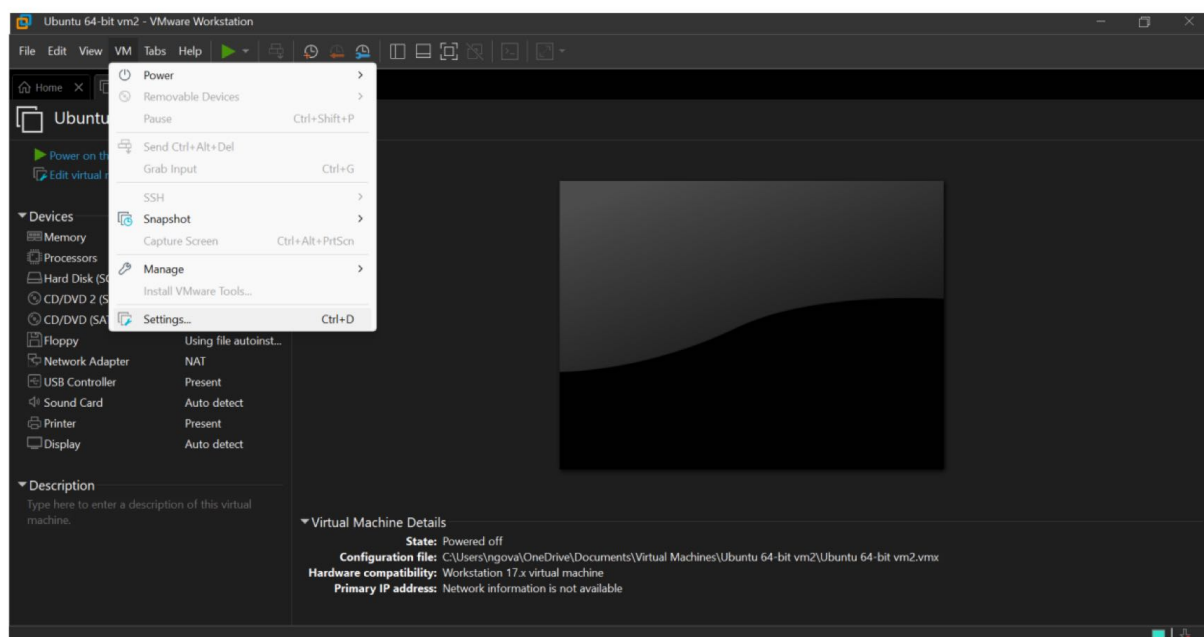 Ubuntu 64-bit vm2 - VMware Workstation
File Edit View VM Tabs Help
Home
Ubuntu
Power on
Edit virtual
Power
Removable Devices
Pause Ctrl+Shift+P
Send Ctrl+Alt+Del
Grab Input Ctrl+G
SSH
Snapshot
Capture Screen Ctrl+Alt+PrtScn
Manage
Install VMware Tools...
Settings... Ctrl+D
Devices
Memory
Processors
Hard Disk
CD/DVD 2
CD/DVD
Floppy Using file autoinst...
Network Adapter NAT
USB Controller Present
Sound Card Auto detect
Printer Present
Display Auto detect
Description
Type here to enter a description of this virtual
machine.
Virtual Machine Details
State: Powered off
Configuration file: C:\Users\ngova\OneDrive\Documents\Virtual Machines\Ubuntu 64-bit vm2\Ubuntu 64-bit vm2.vmx
Hardware compatibility: Workstation 17.x virtual machine
Primary IP address: Network information is not available